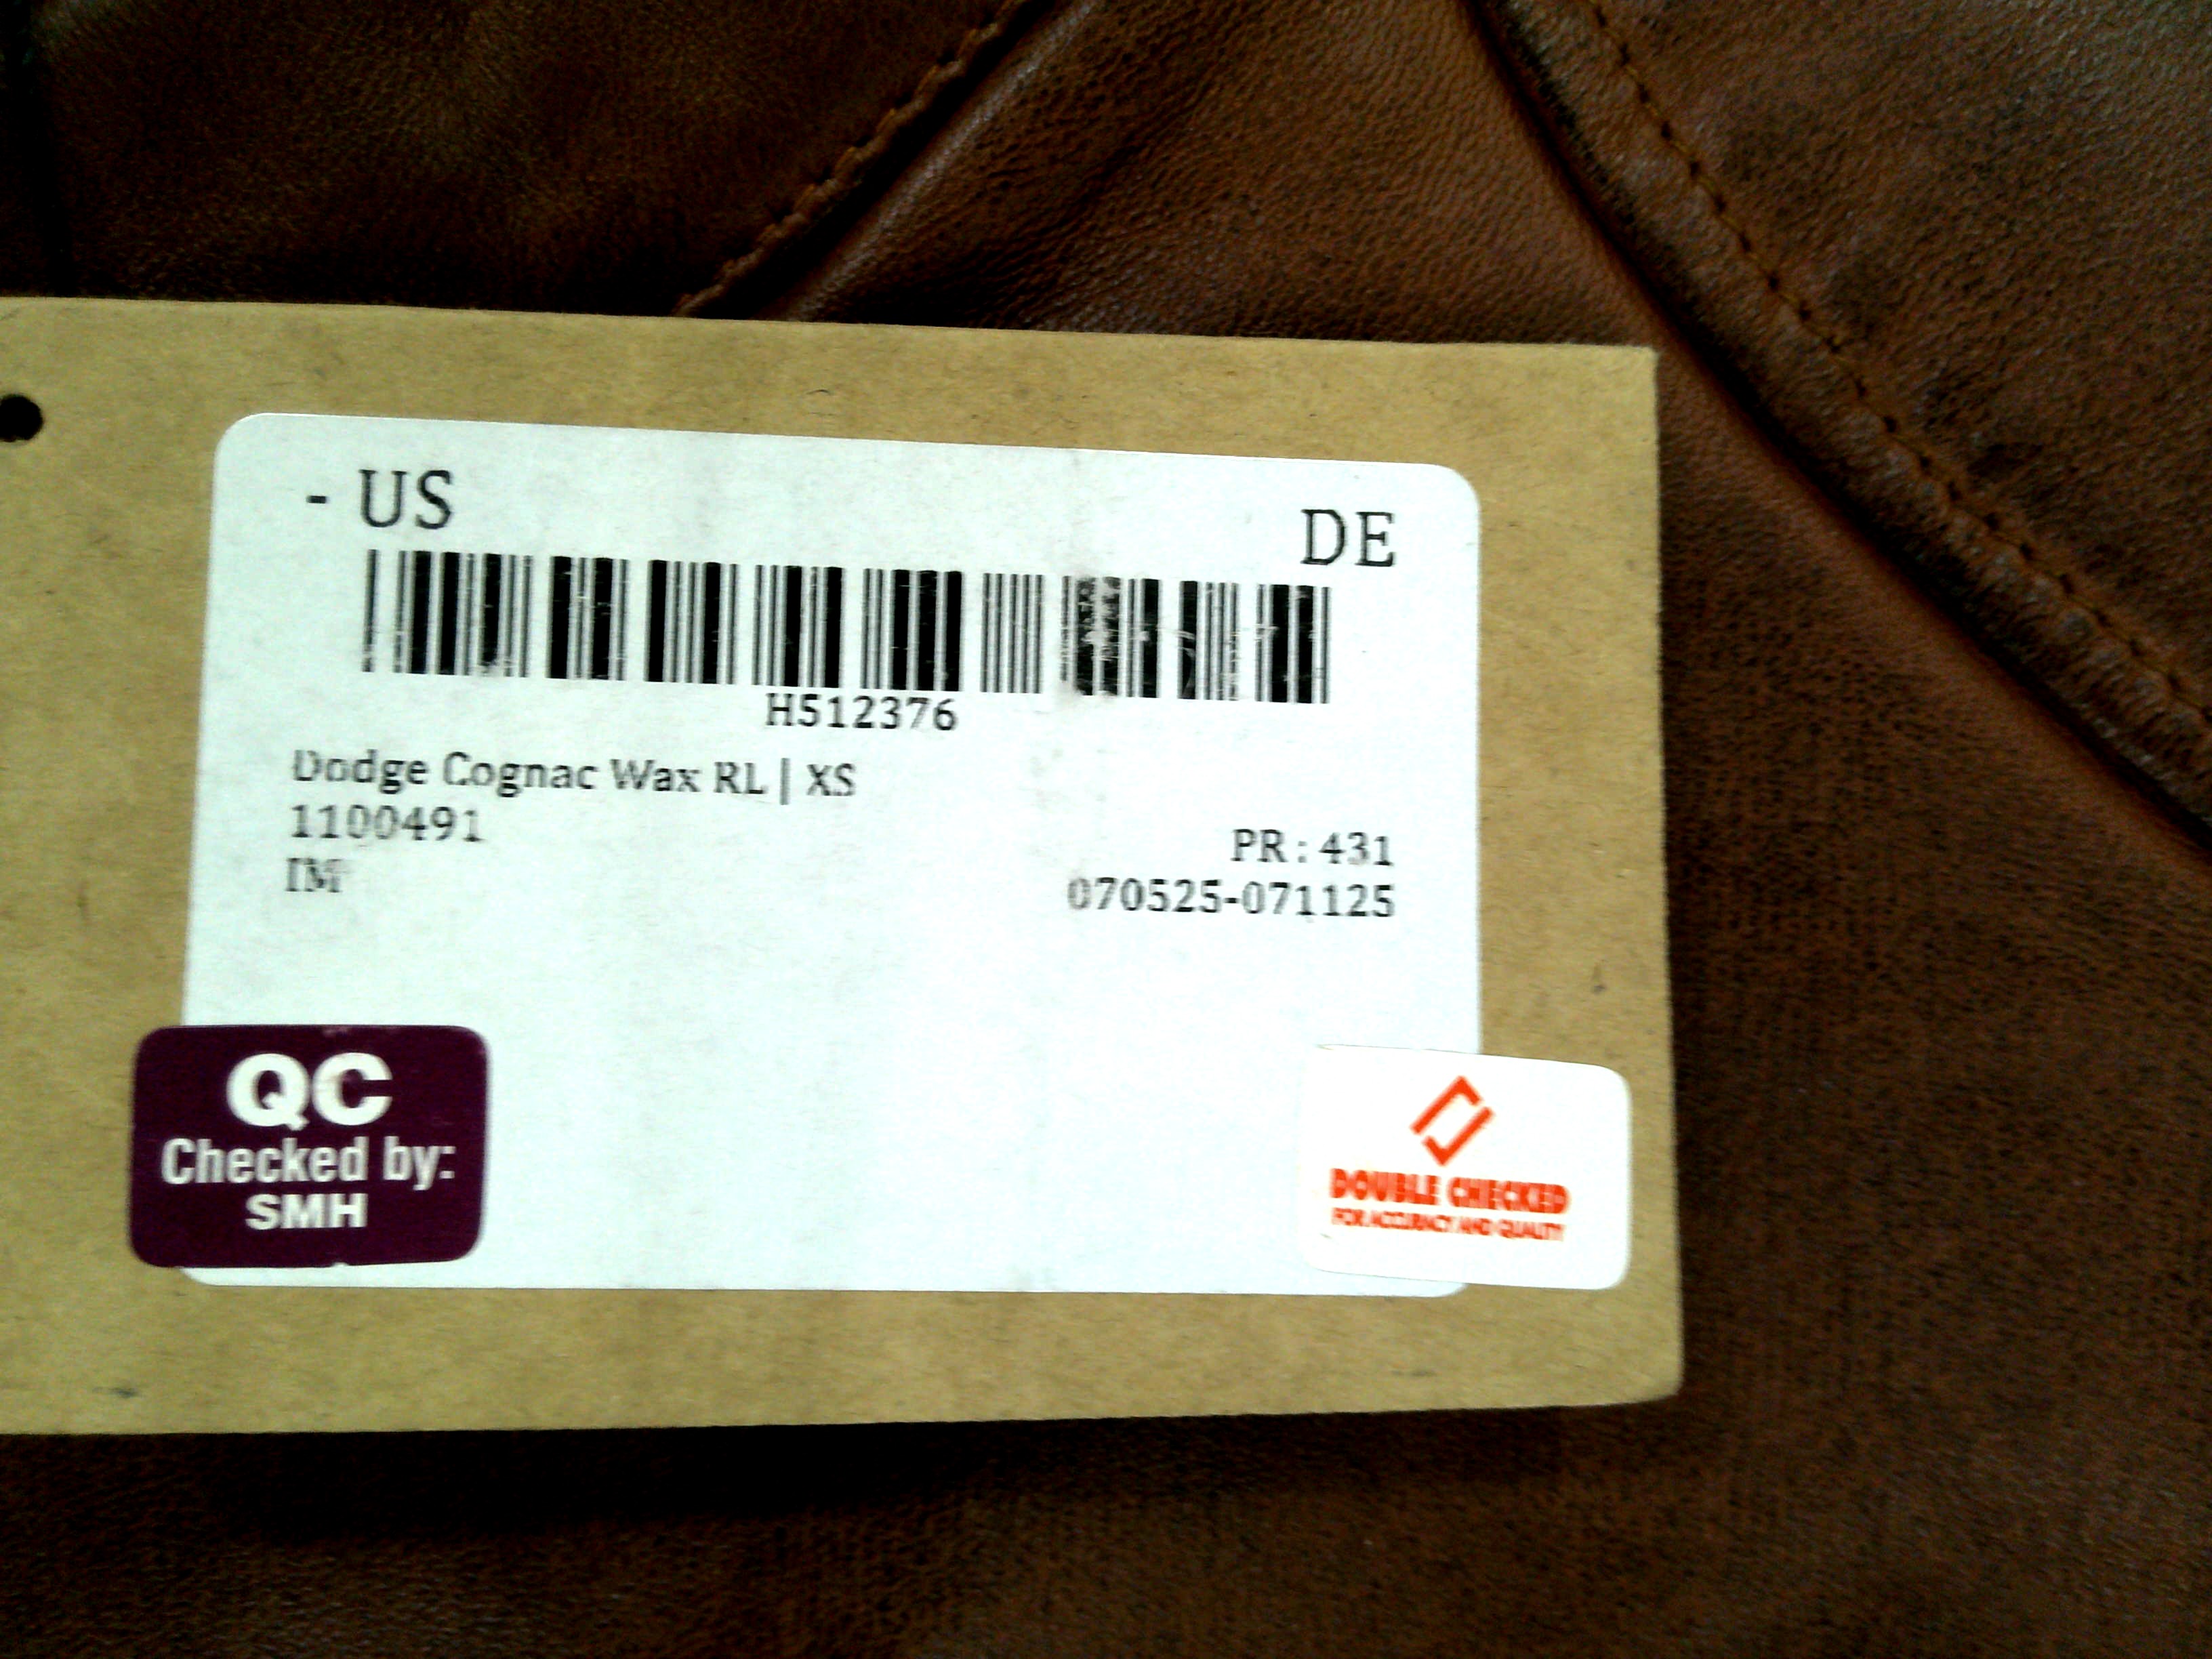 - US DE
H512376
Dodge Cognac Wax RL | XS
1100491
PR : 431
IM
070525-071125
QC
Checked by:
SMH
DOUBLE CHECKED
FOR ACCURACY AND QUALITY